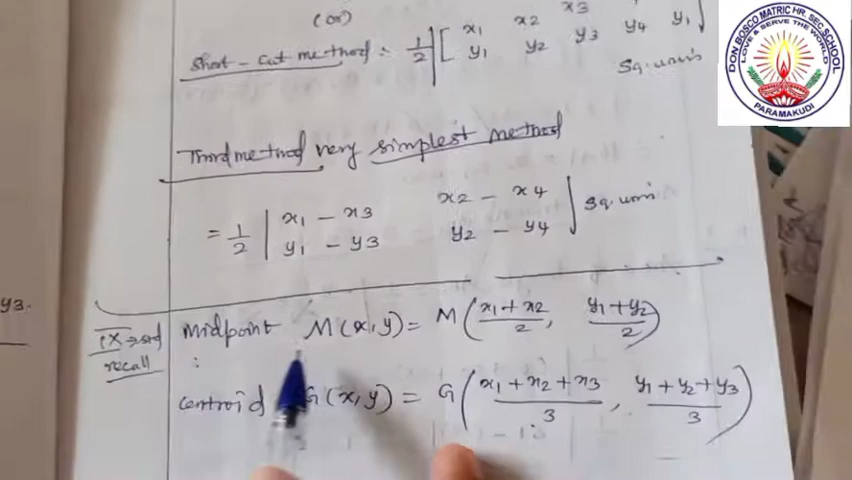 (or)
x1 x2 x3
short-cut method = 1/2 [ y1 y2 y3 y4 y1 ]
sq. units
Third method very simplest method
= 1/2 | x1 - x3 x2 - x4 | sq. units
y1 - y3 y2 - y4
y3.
IX → std
recall
midpoint M(x,y) = M( x1+x2 / 2 , y1+y2 / 2 )
:
centroid G(x,y) = G( x1+x2+x3 / 3 , y1+y2+y3 / 3 )
DON BOSCO MATRIC HR. SEC. SCHOOL
LOVE & SERVE THE WORLD
PARAMAKUDI